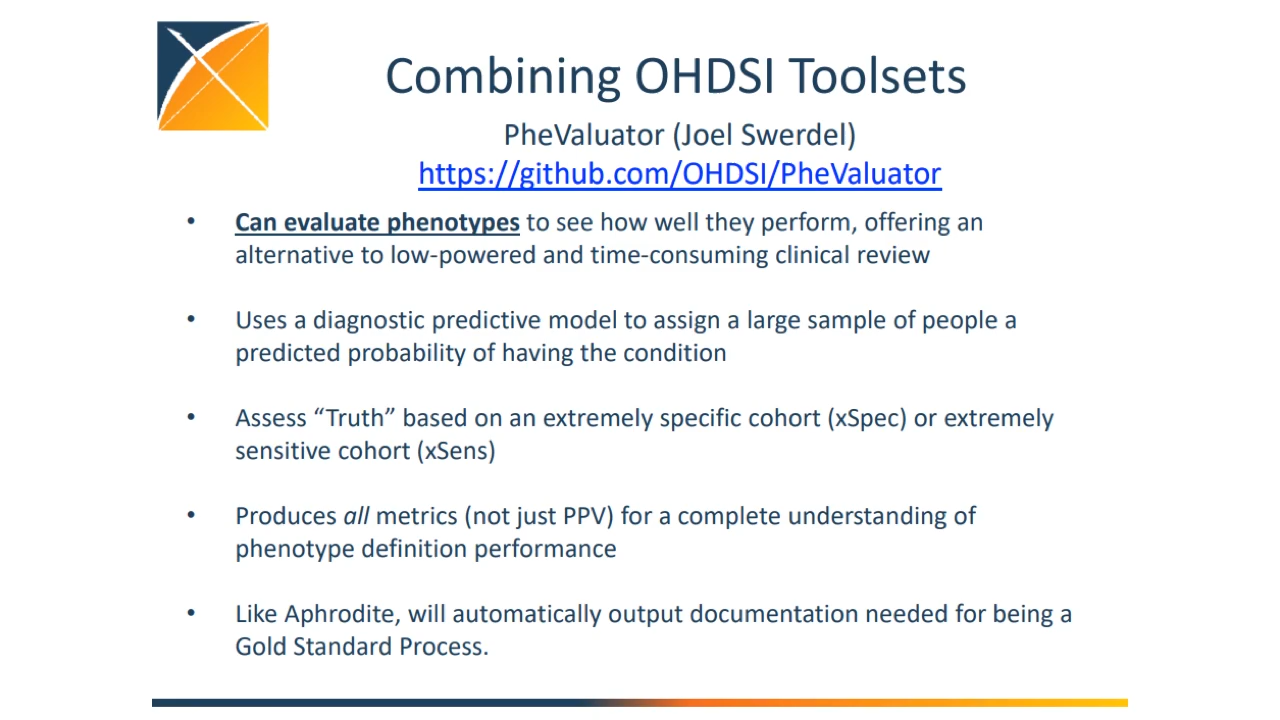 Combining OHDSI Toolsets
PheValuator (Joel Swerdel)
https://github.com/OHDSI/PheValuator
• Can evaluate phenotypes to see how well they perform, offering an
alternative to low-powered and time-consuming clinical review
• Uses a diagnostic predictive model to assign a large sample of people a
predicted probability of having the condition
• Assess “Truth” based on an extremely specific cohort (xSpec) or extremely
sensitive cohort (xSens)
• Produces all metrics (not just PPV) for a complete understanding of
phenotype definition performance
• Like Aphrodite, will automatically output documentation needed for being a
Gold Standard Process.